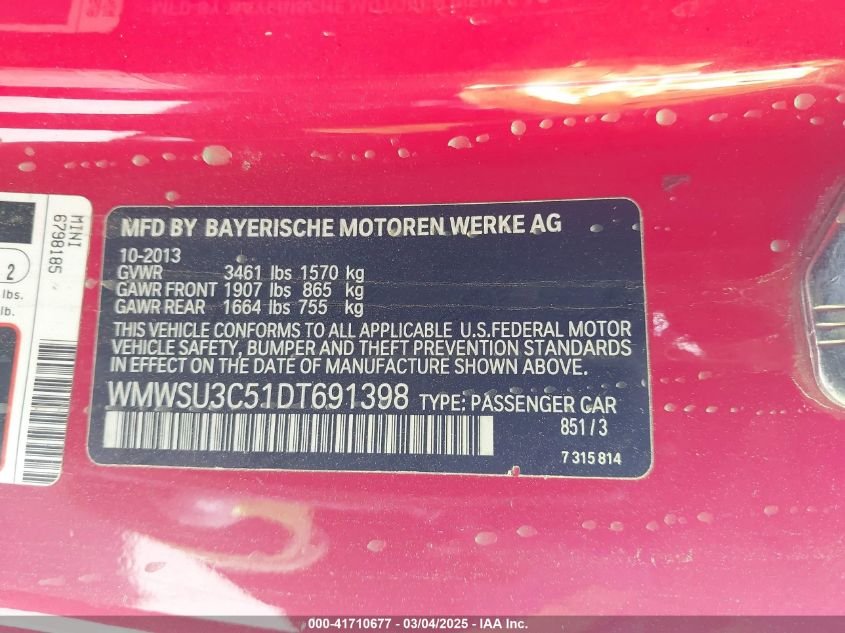 MINI
6798185
2
lbs.
lb.
MFD BY BAYERISCHE MOTOREN WERKE AG
10-2013
GVWR 3461 lbs 1570 kg
GAWR FRONT 1907 lbs 865 kg
GAWR REAR 1664 lbs 755 kg
THIS VEHICLE CONFORMS TO ALL APPLICABLE U.S.FEDERAL MOTOR
VEHICLE SAFETY, BUMPER AND THEFT PREVENTION STANDARDS
IN EFFECT ON THE DATE OF MANUFACTURE SHOWN ABOVE.
WMWSU3C51DT691398 TYPE: PASSENGER CAR
851 / 3
7 315 814
000-41710677 - 03/04/2025 - IAA Inc.